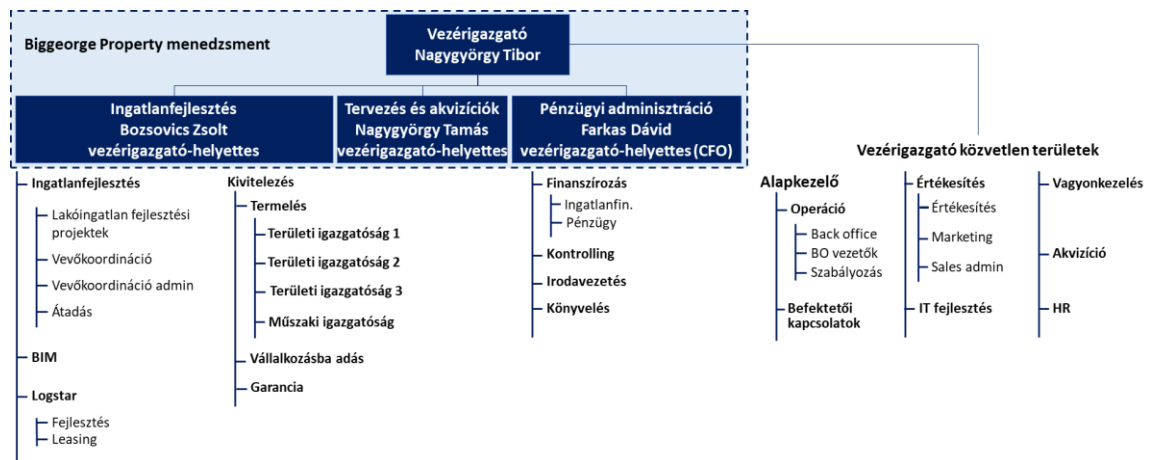 Biggeorge Property menedzsment
Vezérigazgató
Nagygyörgy Tibor
Ingatlanfejlesztés
Bozsovics Zsolt
vezérigazgató-helyettes
Tervezés és akvizíciók
Nagygyörgy Tamás
vezérigazgató-helyettes
Pénzügyi adminisztráció
Farkas Dávid
vezérigazgató-helyettes (CFO)
Vezérigazgató közvetlen területek
Ingatlanfejlesztés
Lakóingatlan fejlesztési
projektek
Vevőkoordináció
Vevőkoordináció admin
Átadás
BIM
Logstar
Fejlesztés
Leasing
Kivitelezés
Termelés
Területi igazgatóság 1
Területi igazgatóság 2
Területi igazgatóság 3
Műszaki igazgatóság
Vállalkozásba adás
Garancia
Finanszírozás
Ingatlanfin.
Pénzügy
Kontrolling
Irodavezetés
Könyvelés
Alapkezelő
Operáció
Back office
BO vezetők
Szabályozás
Befektetői
kapcsolatok
Értékesítés
Értékesítés
Marketing
Sales admin
IT fejlesztés
Vagyonkezelés
Akvizíció
HR